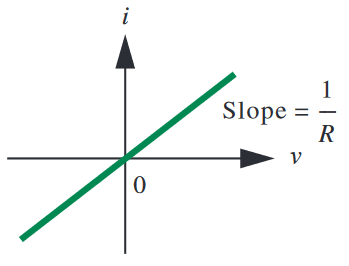 i
Slope = 1/R
v
0